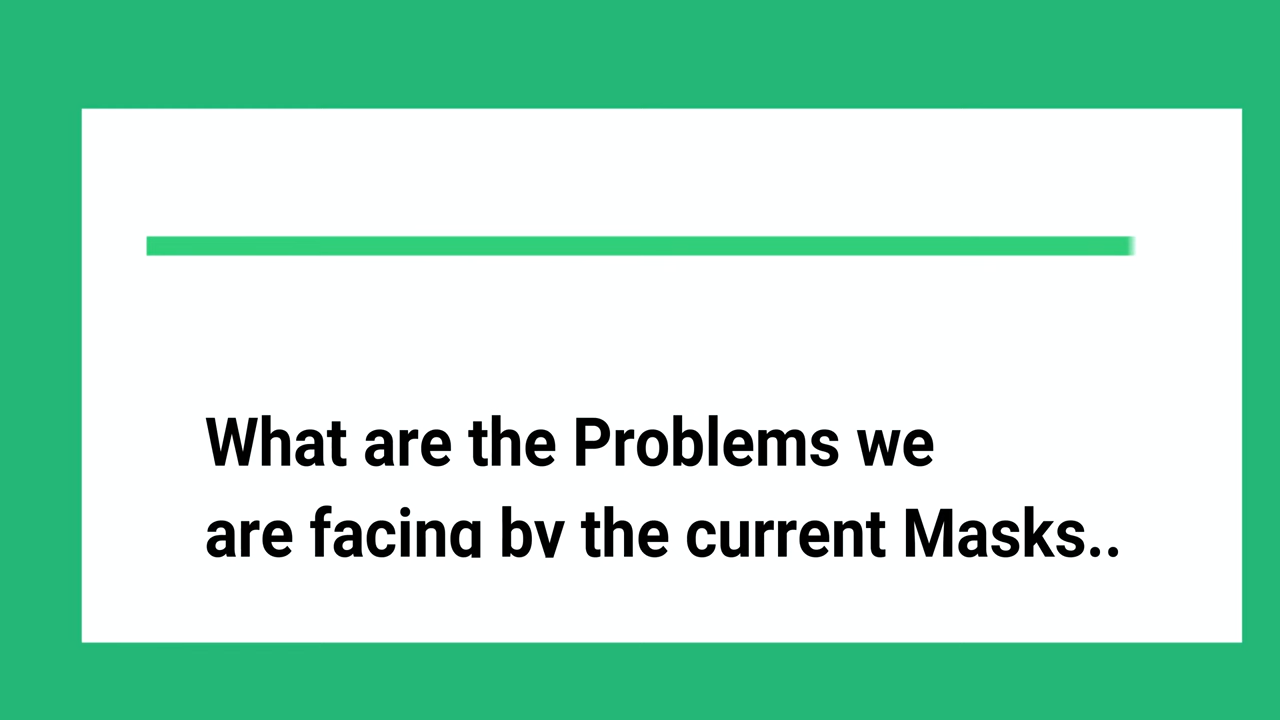 What are the Problems we
are facing by the current Masks..